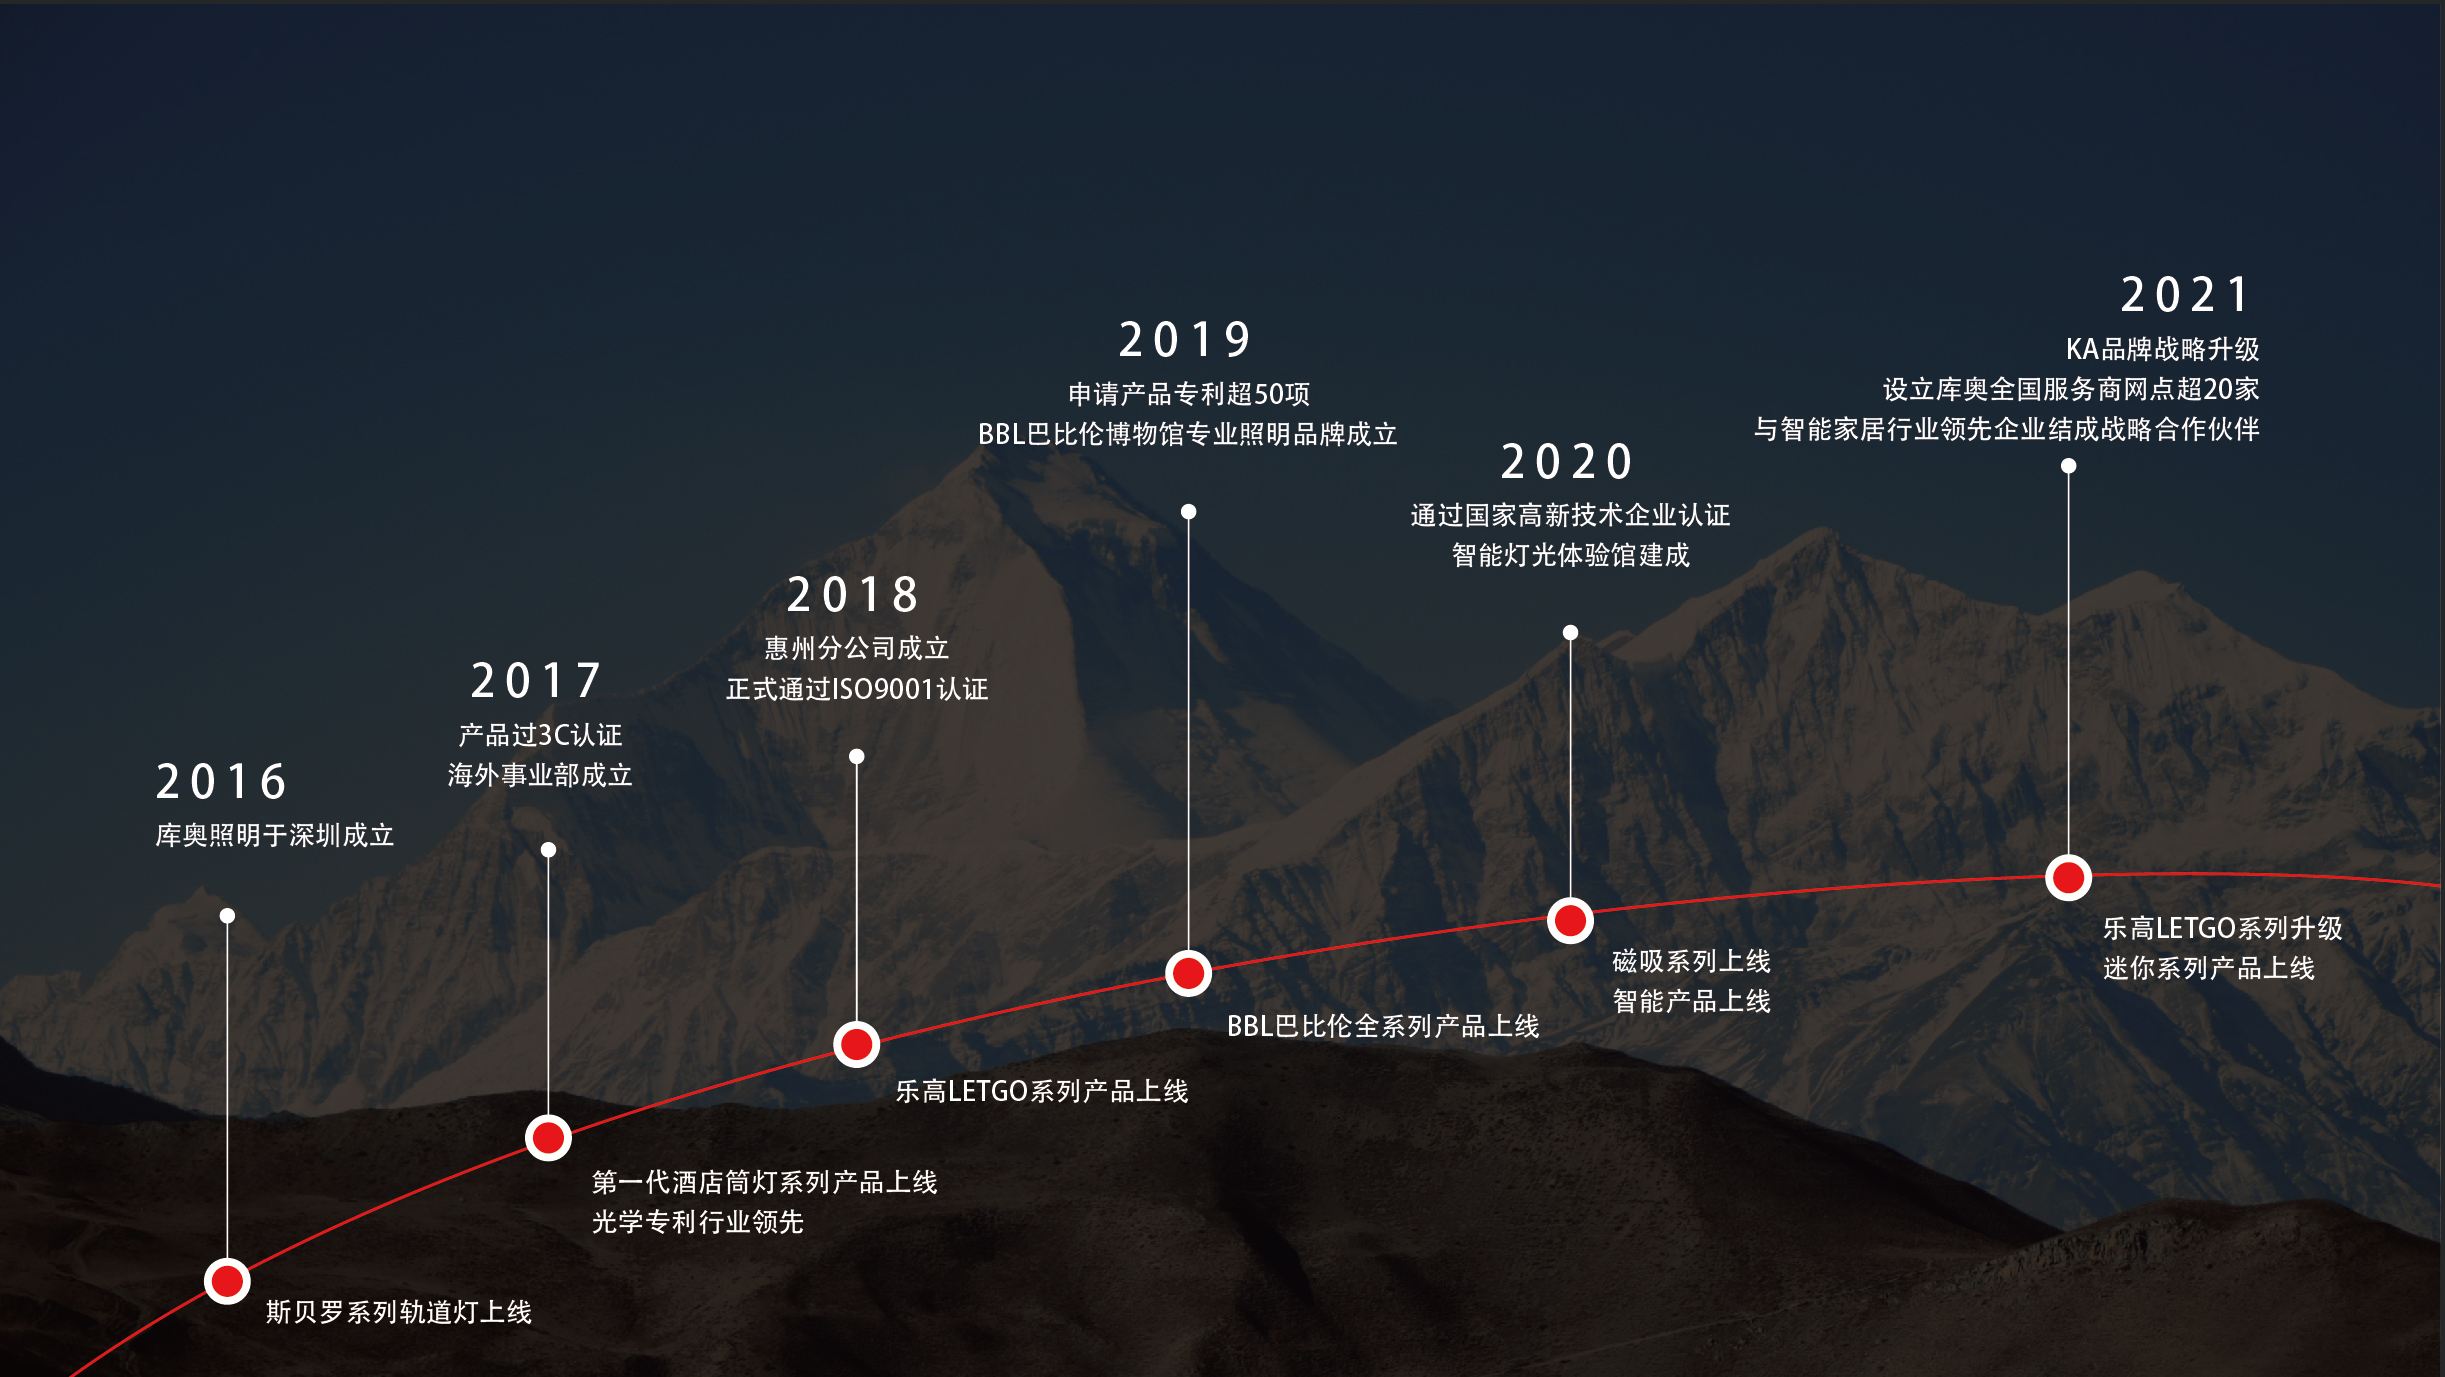 2016
库奥照明于深圳成立
斯贝罗系列轨道灯上线
2017
产品过3C认证
海外事业部成立
第一代酒店筒灯系列产品上线
光学专利行业领先
2018
惠州分公司成立
正式通过ISO9001认证
乐高LETGO系列产品上线
2019
申请产品专利超50项
BBL巴比伦博物馆专业照明品牌成立
BBL巴比伦全系列产品上线
2020
通过国家高新技术企业认证
智能灯光体验馆建成
磁吸系列上线
智能产品上线
2021
KA品牌战略升级
设立库奥全国服务商网点超20家
与智能家居行业领先企业结成战略合作伙伴
乐高LETGO系列升级
迷你系列产品上线